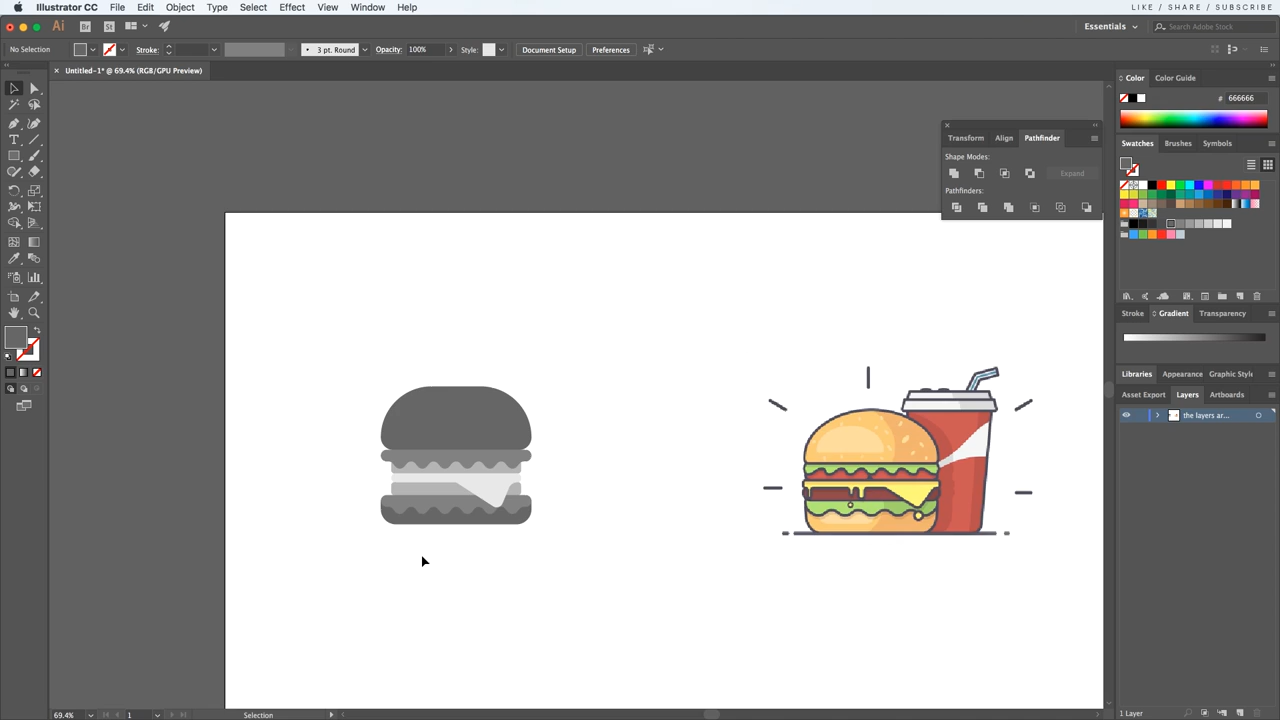 Illustrator CC File Edit Object Type Select Effect View Window Help
LIKE / SHARE / SUBSCRIBE
Ai Br St Essentials Search Adobe Stock
No Selection Stroke: 3 pt. Round Opacity: 100% Style: Document Setup Preferences
× Untitled-1* @ 69.4% (RGB/GPU Preview)
Color Color Guide
# 666666
Transform Align Pathfinder
Shape Modes:
Expand
Pathfinders:
Swatches Brushes Symbols
Stroke Gradient Transparency
Libraries Appearance Graphic Style
Asset Export Layers Artboards
the layers ar...
69.4% 1 Selection
1 Layer